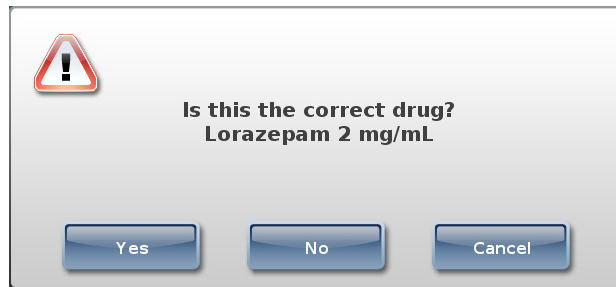 Is this the correct drug?
Lorazepam 2 mg/mL
Yes
No
Cancel